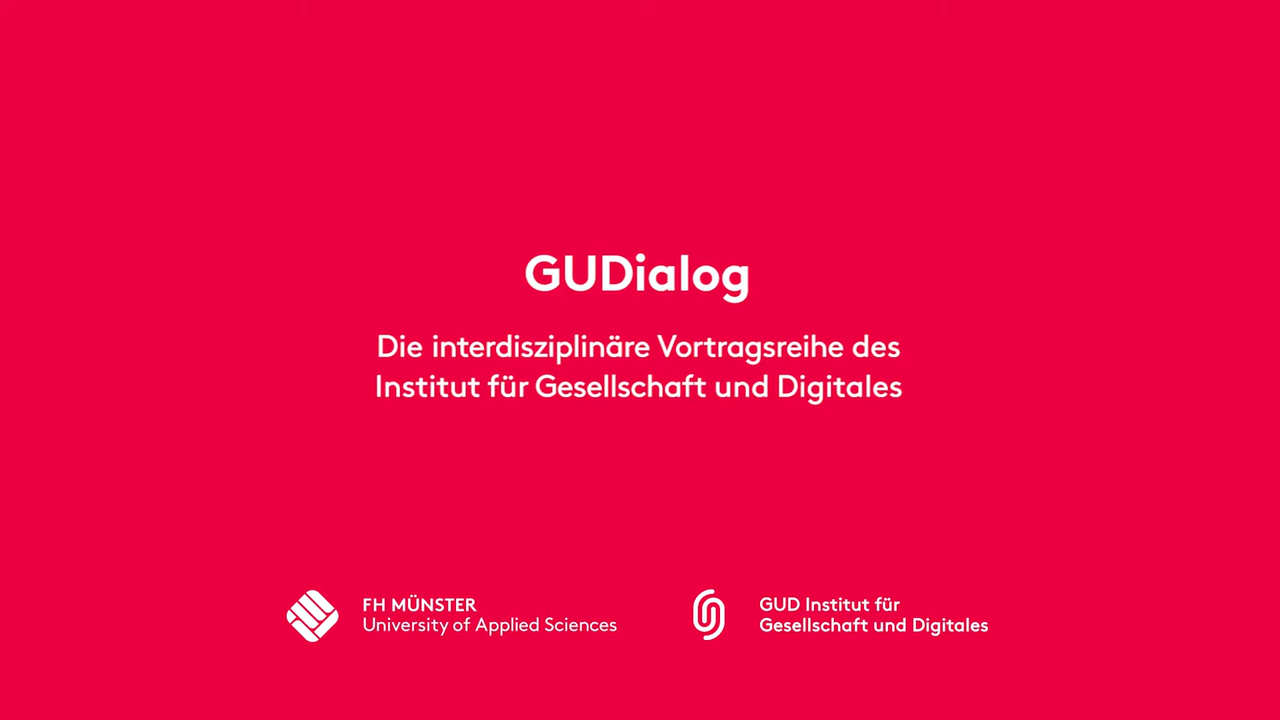 GUDialog
Die interdisziplinäre Vortragsreihe des
Institut für Gesellschaft und Digitales
FH MÜNSTER
University of Applied Sciences
GUD Institut für
Gesellschaft und Digitales